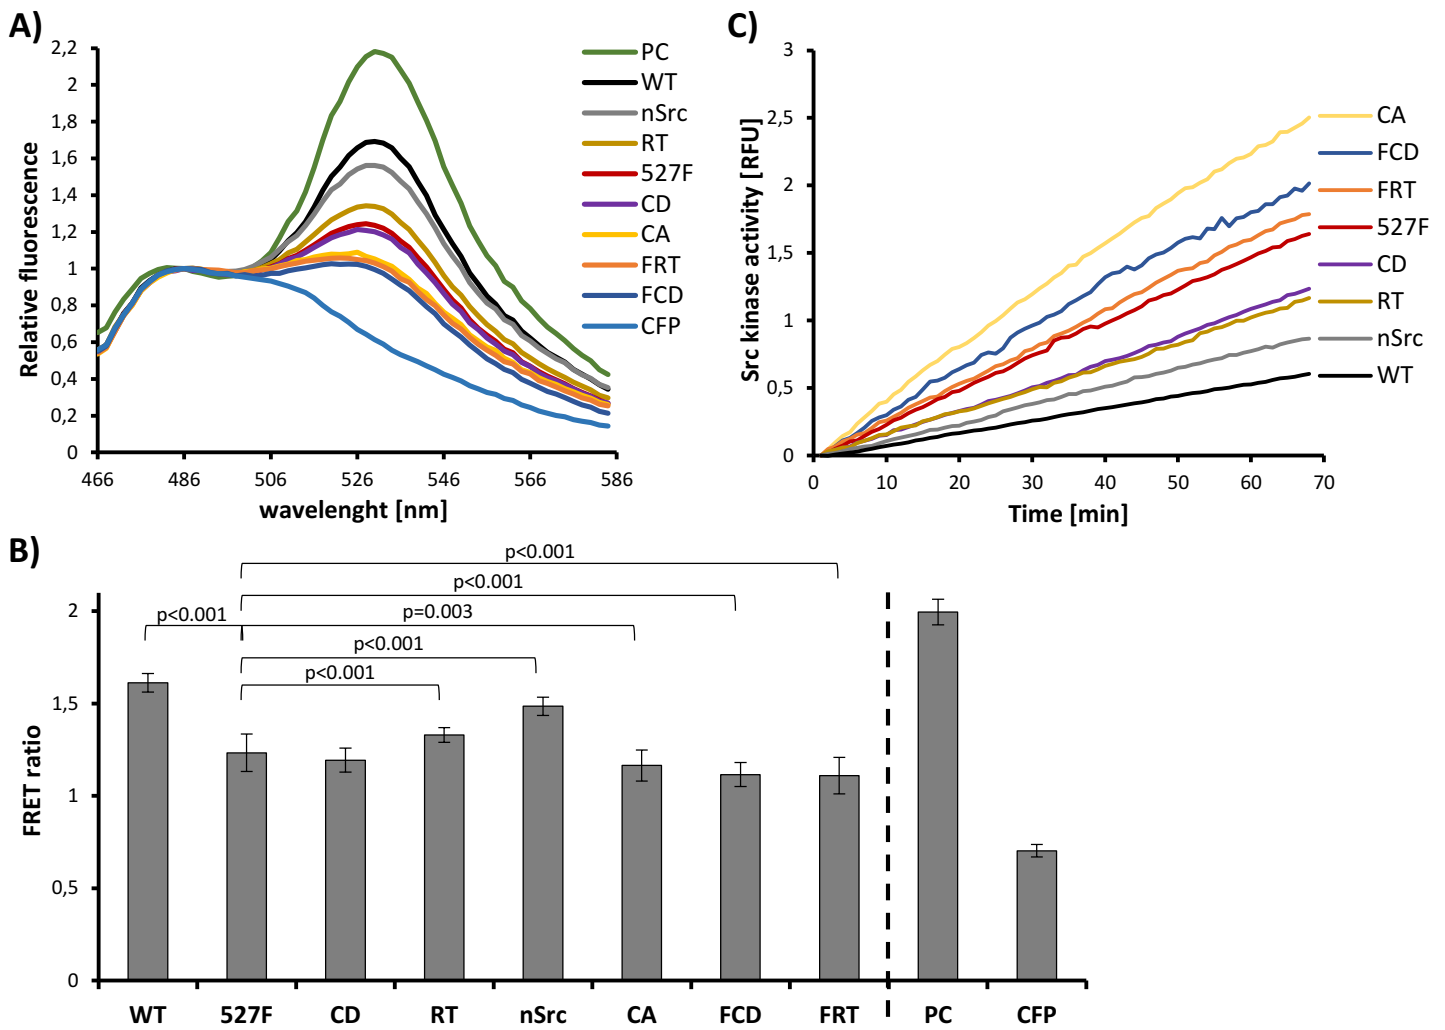 A)
2,2
2
1,8
1,6
1,4
1,2
1
0,8
0,6
0,4
0,2
0
466
486
506
526
546
566
586
Relative fluorescence
wavelenght [nm]
PC
WT
nSrc
RT
527F
CD
CA
FRT
FCD
CFP
C)
3
2,5
2
1,5
1
0,5
0
0
10
20
30
40
50
60
70
Src kinase activity [RFU]
Time [min]
CA
FCD
FRT
527F
CD
RT
nSrc
WT
B)
p<0.001
p<0.001
p<0.001
p=0.003
p<0.001
p<0.001
2
1,5
1
0,5
0
FRET ratio
WT
527F
CD
RT
nSrc
CA
FCD
FRT
PC
CFP